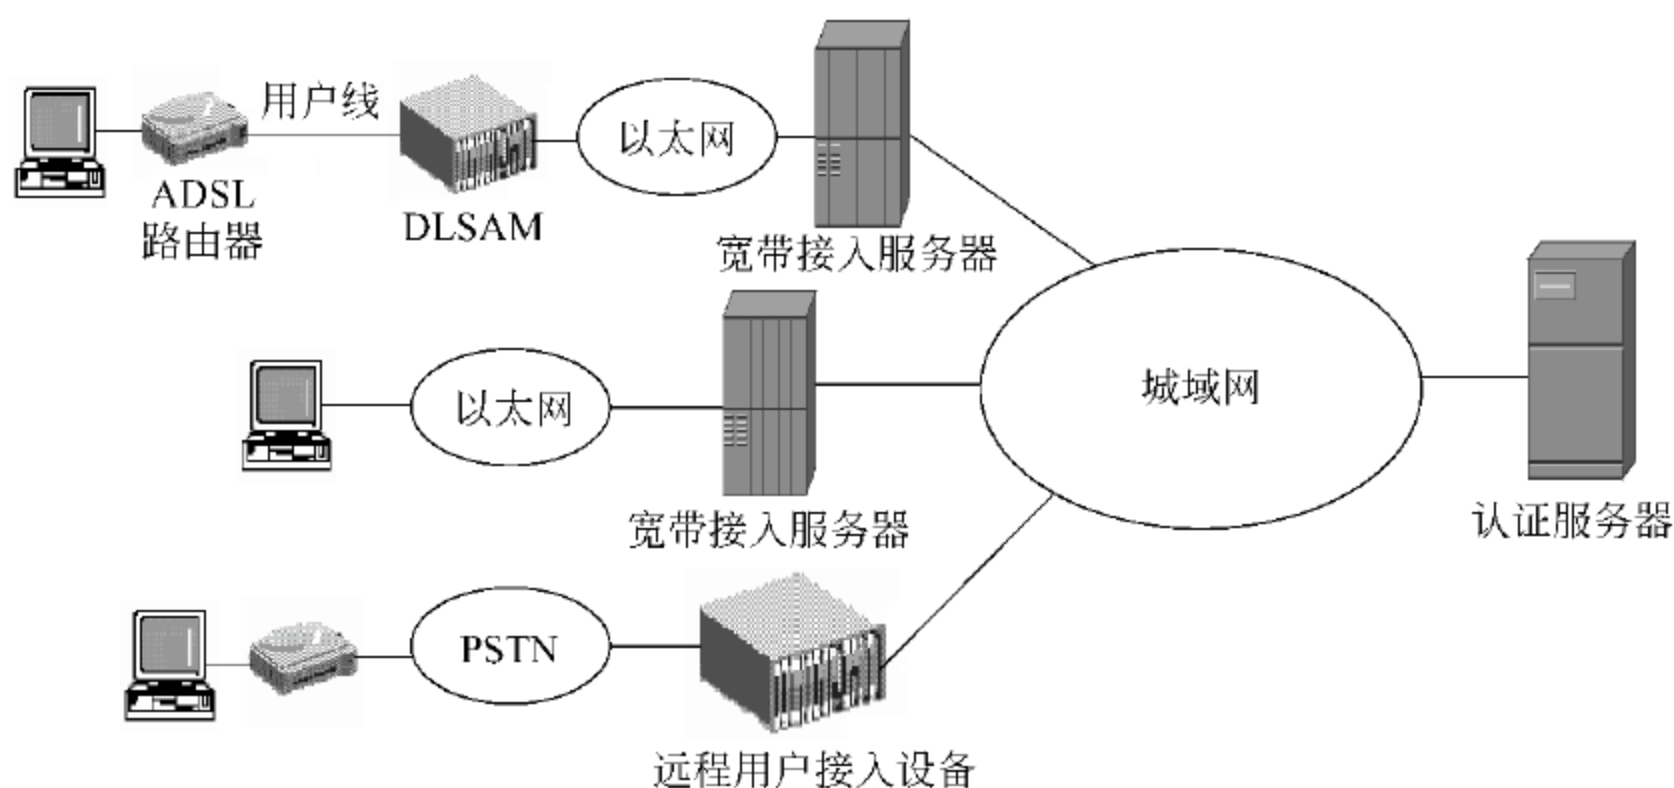 用户线
ADSL
路由器
DLSAM
以太网
宽带接入服务器
以太网
宽带接入服务器
城域网
认证服务器
PSTN
远程用户接入设备